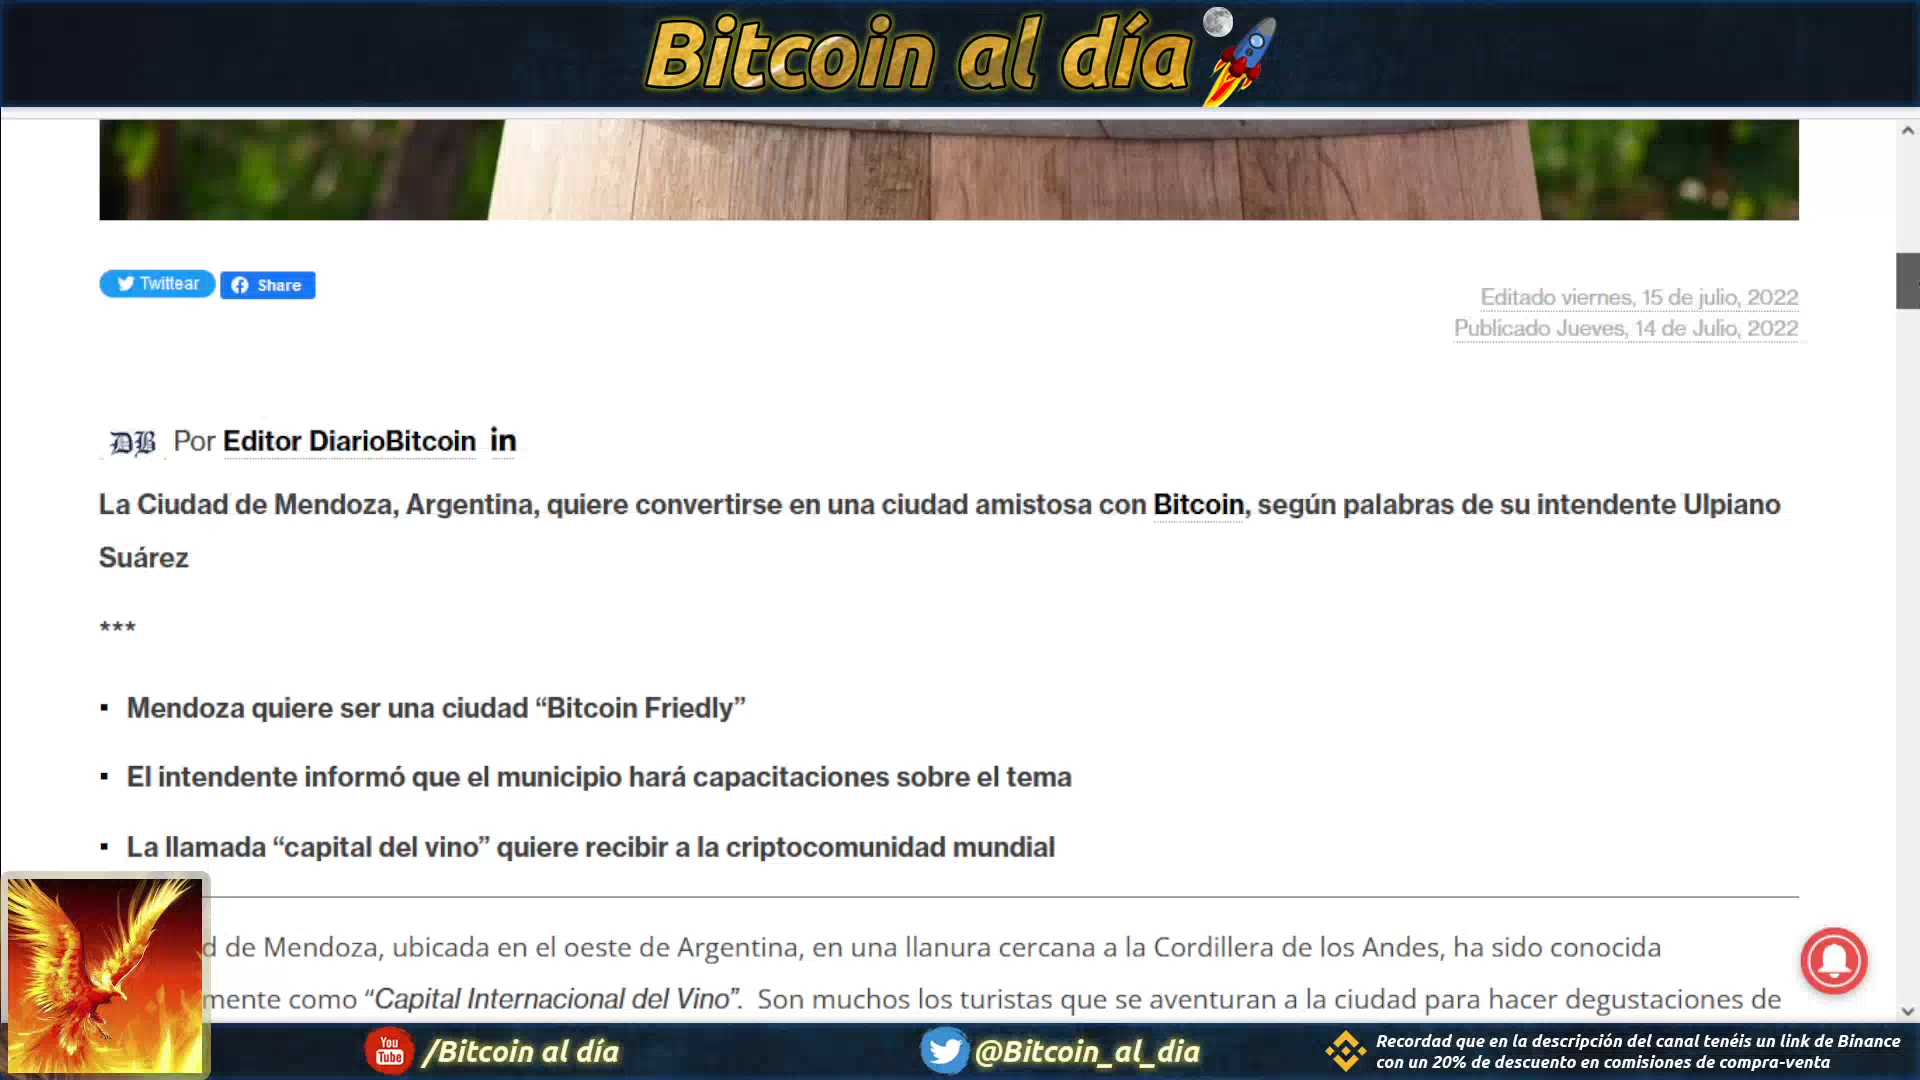 Bitcoin al día
Twittear
Share
Editado viernes, 15 de julio, 2022
Publicado Jueves, 14 de Julio, 2022
DB Por Editor DiarioBitcoin in
La Ciudad de Mendoza, Argentina, quiere convertirse en una ciudad amistosa con Bitcoin, según palabras de su intendente Ulpiano
Suárez
***
▪ Mendoza quiere ser una ciudad “Bitcoin Friedly”
▪ El intendente informó que el municipio hará capacitaciones sobre el tema
▪ La llamada “capital del vino” quiere recibir a la criptocomunidad mundial
d de Mendoza, ubicada en el oeste de Argentina, en una llanura cercana a la Cordillera de los Andes, ha sido conocida
mente como “Capital Internacional del Vino”. Son muchos los turistas que se aventuran a la ciudad para hacer degustaciones de
You Tube /Bitcoin al día
@Bitcoin_al_dia
Recordad que en la descripción del canal tenéis un link de Binance
con un 20% de descuento en comisiones de compra-venta